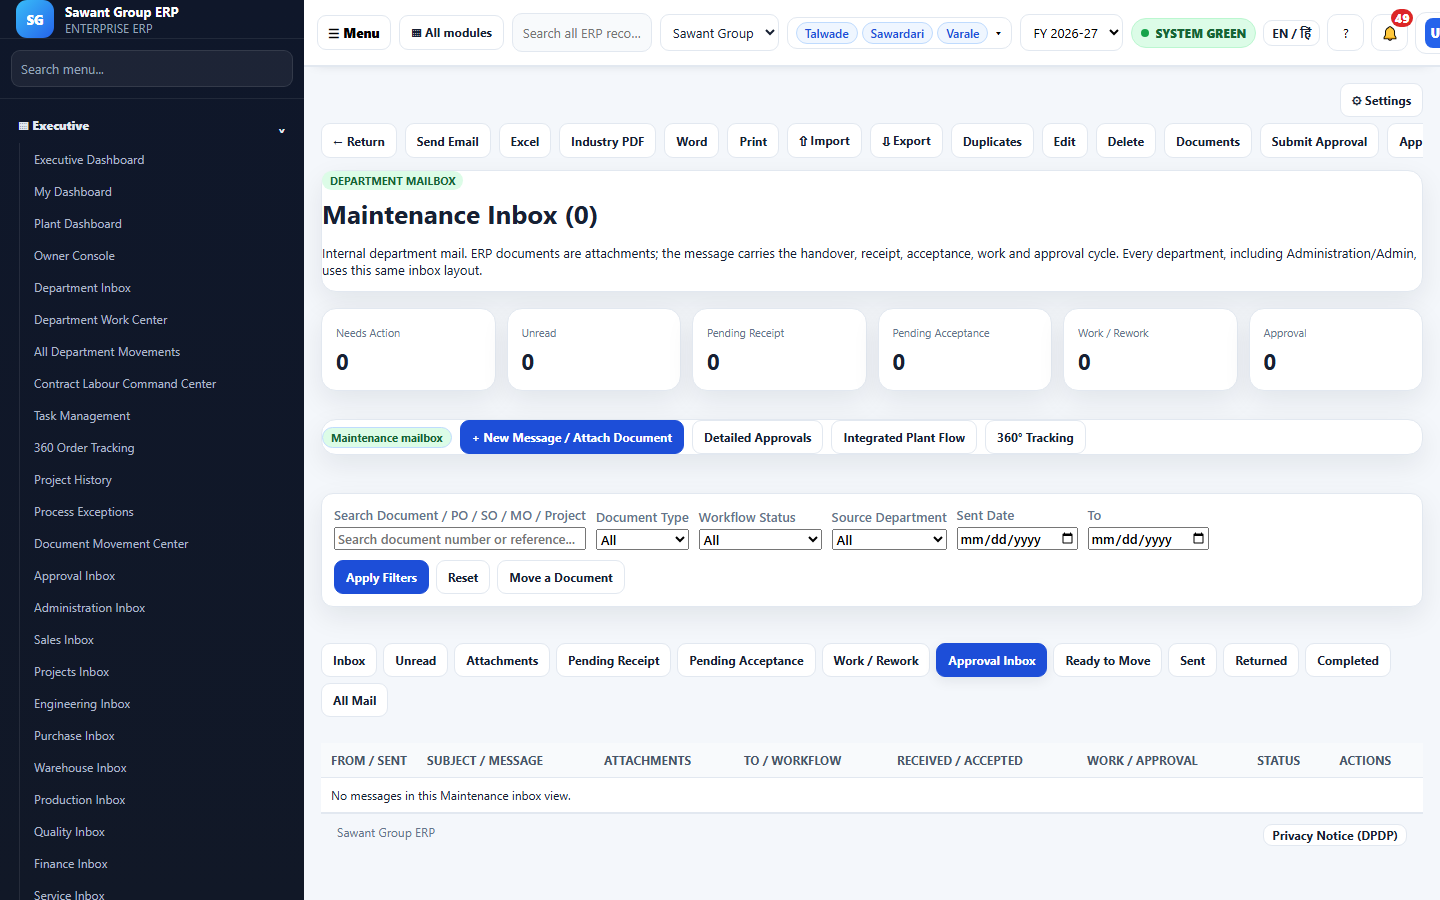 SG
Sawant Group ERP
ENTERPRISE ERP
Search menu...
Executive
Executive Dashboard
My Dashboard
Plant Dashboard
Owner Console
Department Inbox
Department Work Center
All Department Movements
Contract Labour Command Center
Task Management
360 Order Tracking
Project History
Process Exceptions
Document Movement Center
Approval Inbox
Administration Inbox
Sales Inbox
Projects Inbox
Engineering Inbox
Purchase Inbox
Warehouse Inbox
Production Inbox
Quality Inbox
Finance Inbox
Service Inbox
☰ Menu
All modules
Search all ERP reco...
Sawant Group
Talwade Sawardari Varale
FY 2026-27
SYSTEM GREEN
EN / हिं
?
49
U
⚙ Settings
← Return
Send Email
Excel
Industry PDF
Word
Print
⇧ Import
⇩ Export
Duplicates
Edit
Delete
Documents
Submit Approval
App
DEPARTMENT MAILBOX
Maintenance Inbox (0)
Internal department mail. ERP documents are attachments; the message carries the handover, receipt, acceptance, work and approval cycle. Every department, including Administration/Admin,
uses this same inbox layout.
Needs Action
0
Unread
0
Pending Receipt
0
Pending Acceptance
0
Work / Rework
0
Approval
0
Maintenance mailbox
+ New Message / Attach Document
Detailed Approvals
Integrated Plant Flow
360° Tracking
Search Document / PO / SO / MO / Project
Search document number or reference...
Document Type
All
Workflow Status
All
Source Department
All
Sent Date
mm/dd/yyyy
To
mm/dd/yyyy
Apply Filters
Reset
Move a Document
Inbox
Unread
Attachments
Pending Receipt
Pending Acceptance
Work / Rework
Approval Inbox
Ready to Move
Sent
Returned
Completed
All Mail
FROM / SENT SUBJECT / MESSAGE ATTACHMENTS TO / WORKFLOW RECEIVED / ACCEPTED WORK / APPROVAL STATUS ACTIONS
No messages in this Maintenance inbox view.
Sawant Group ERP
Privacy Notice (DPDP)